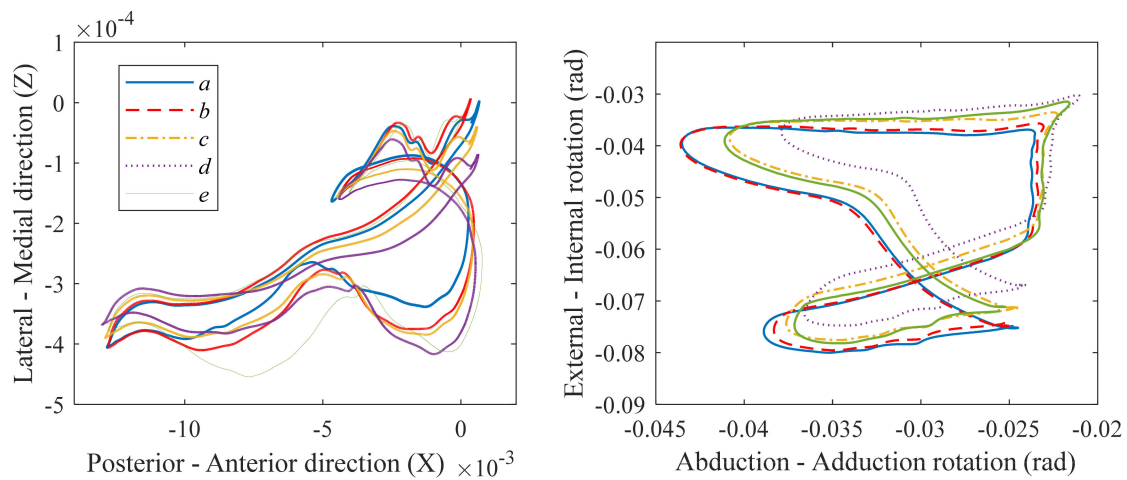 ×10⁻⁴
1
0
-1
-2
-3
-4
-5
Lateral - Medial direction (Z)
a
b
c
d
e
-10
-5
0
Posterior - Anterior direction (X)
×10⁻³
-0.03
-0.04
-0.05
-0.06
-0.07
-0.08
-0.09
External - Internal rotation (rad)
-0.045
-0.04
-0.035
-0.03
-0.025
-0.02
Abduction - Adduction rotation (rad)